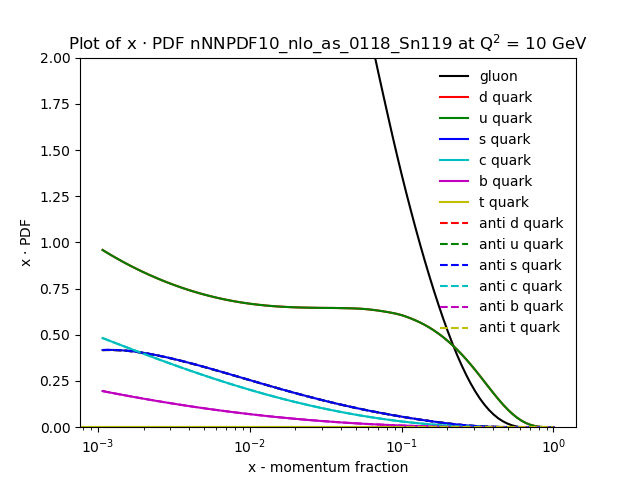 Plot of x · PDF nNNPDF10_nlo_as_0118_Sn119 at Q² = 10 GeV
2.00
1.75
1.50
1.25
1.00
0.75
0.50
0.25
0.00
x · PDF
gluon
d quark
u quark
s quark
c quark
b quark
t quark
anti d quark
anti u quark
anti s quark
anti c quark
anti b quark
anti t quark
10⁻³ 10⁻² 10⁻¹ 10⁰
x - momentum fraction